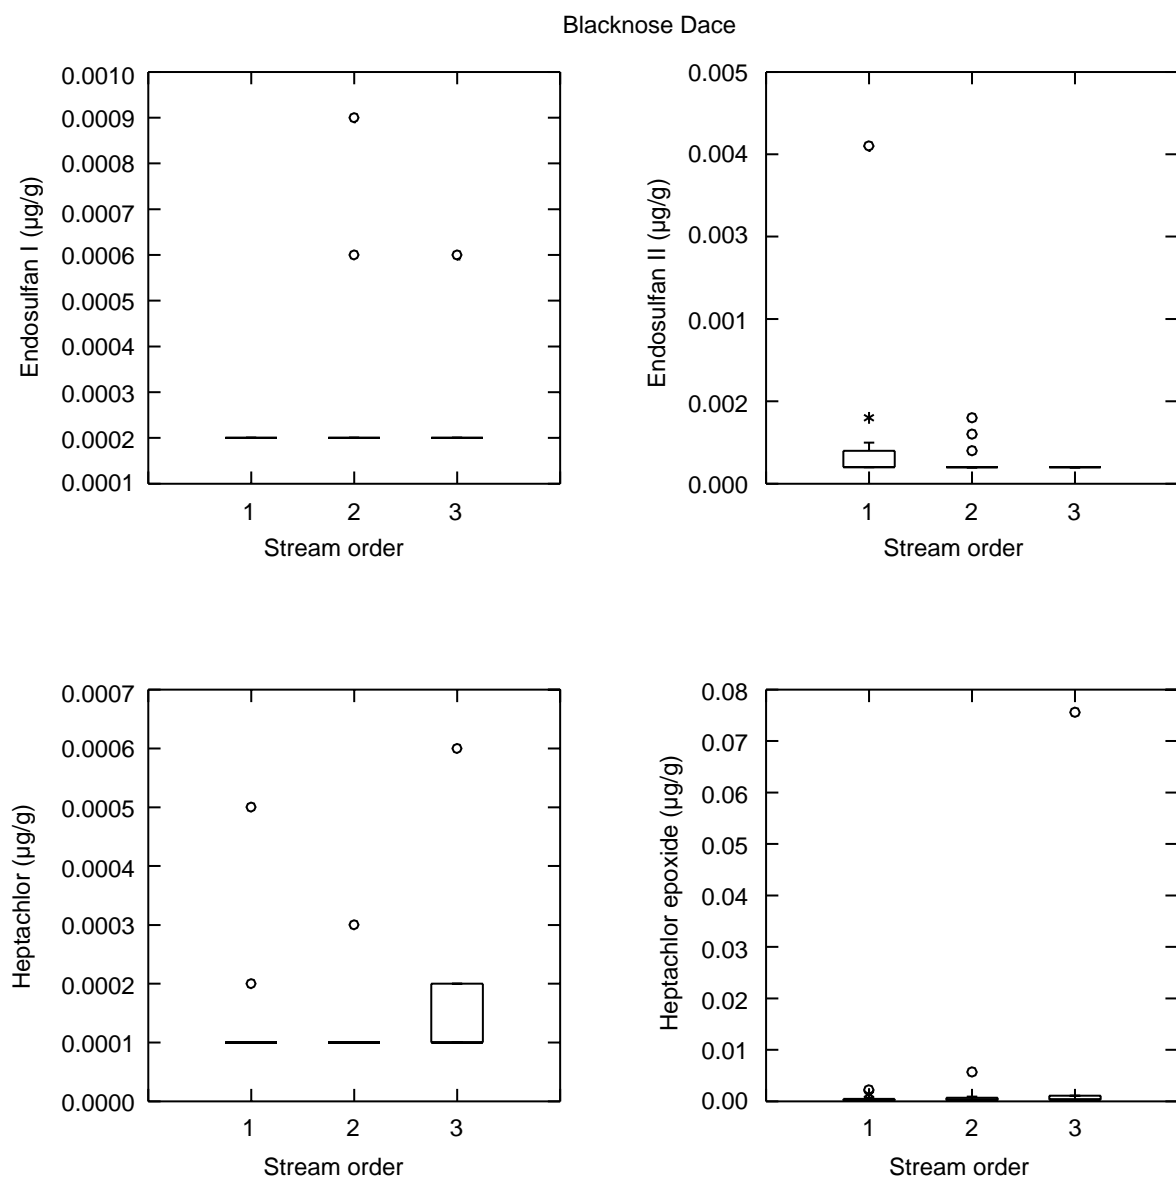 Blacknose Dace
Endosulfan I (µg/g)
0.0010
0.0009
0.0008
0.0007
0.0006
0.0005
0.0004
0.0003
0.0002
0.0001
1 2 3
Stream order
Endosulfan II (µg/g)
0.005
0.004
0.003
0.001
0.002
0.000
1 2 3
Stream order
Heptachlor (µg/g)
0.0007
0.0006
0.0005
0.0004
0.0003
0.0002
0.0001
0.0000
1 2 3
Stream order
Heptachlor epoxide (µg/g)
0.08
0.07
0.06
0.05
0.04
0.03
0.02
0.01
0.00
1 2 3
Stream order